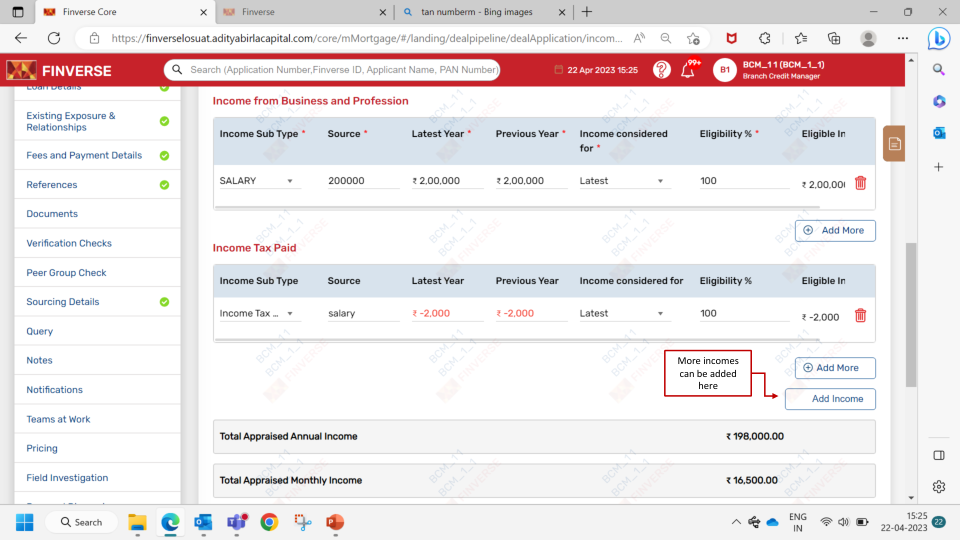 Finverse Core
Finverse
tan numberm - Bing images
https://finverselosuat.adityabirlacapital.com/core/mMortgage/#/landing/dealpipeline/dealApplication/incom...
FINVERSE
Search (Application Number,Finverse ID, Applicant Name, PAN Number)
22 Apr 2023 15:25
99+
B1
BCM_1 1 (BCM_1_1)
Branch Credit Manager
Loan Details
Existing Exposure &
Relationships
Fees and Payment Details
References
Documents
Verification Checks
Peer Group Check
Sourcing Details
Query
Notes
Notifications
Teams at Work
Pricing
Field Investigation
Income from Business and Profession
Income Sub Type * Source * Latest Year * Previous Year * Income considered for * Eligibility % * Eligible In
SALARY 200000 ₹ 2,00,000 ₹ 2,00,000 Latest 100 ₹ 2,00,000
Add More
Income Tax Paid
Income Sub Type Source Latest Year Previous Year Income considered for Eligibility % Eligible In
Income Tax ... salary ₹ -2,000 ₹ -2,000 Latest 100 ₹ -2,000
Add More
More incomes
can be added
here
Add Income
Total Appraised Annual Income ₹ 198,000.00
Total Appraised Monthly Income ₹ 16,500.00
BCM_1 1
BCM_1_1
FINVERSE
Search
ENG
IN
15:25
22-04-2023
22